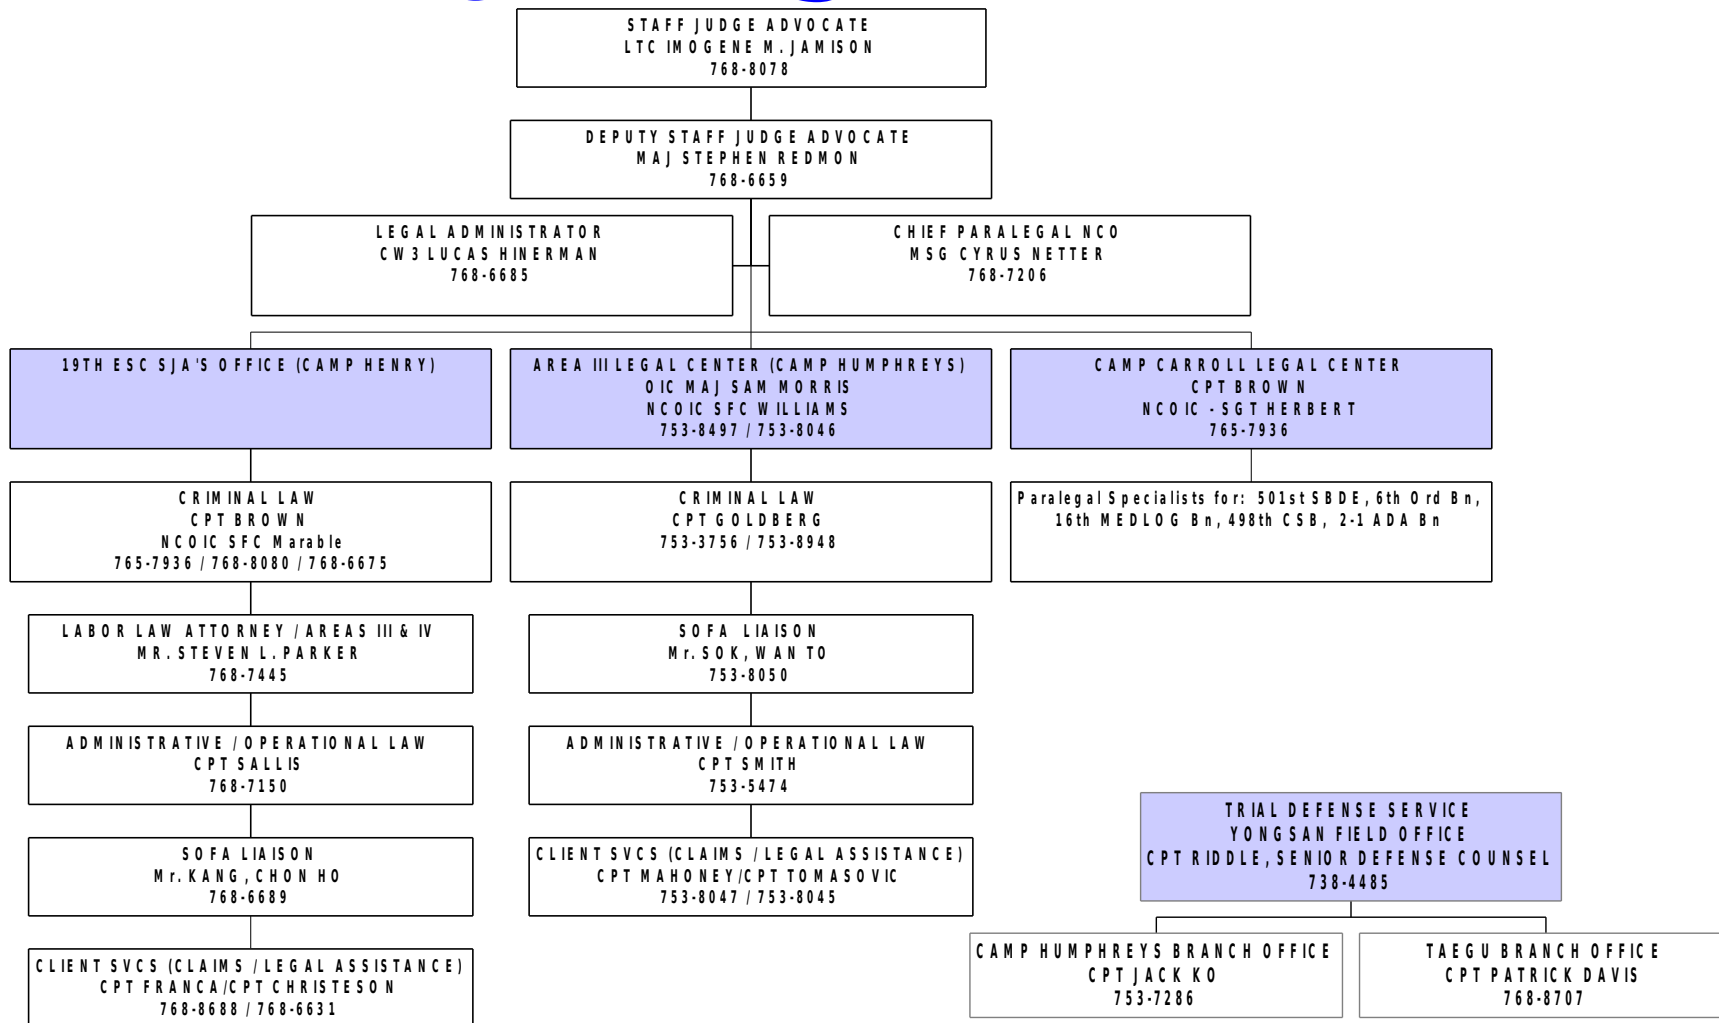 STAFF JUDGE ADVOCATE
LTC IMOGENE M. JAMISON
768-8078
DEPUTY STAFF JUDGE ADVOCATE
MAJ STEPHEN REDMON
768-6659
LEGAL ADMINISTRATOR
CW3 LUCAS HINERMAN
768-6685
CHIEF PARALEGAL NCO
MSG CYRUS NETTER
768-7206
19TH ESC SJA'S OFFICE (CAMP HENRY)
AREA III LEGAL CENTER (CAMP HUMPHREYS)
OIC MAJ SAM MORRIS
NCOIC SFC WILLIAMS
753-8497 / 753-8046
CAMP CARROLL LEGAL CENTER
CPT BROWN
NCOIC - SGT HERBERT
765-7936
CRIMINAL LAW
CPT BROWN
NCOIC SFC Marable
765-7936 / 768-8080 / 768-6675
CRIMINAL LAW
CPT GOLDBERG
753-3756 / 753-8948
Paralegal Specialists for: 501st SBDE, 6th Ord Bn,
16th MEDLOG Bn, 498th CSB, 2-1 ADA Bn
LABOR LAW ATTORNEY / AREAS III & IV
MR. STEVEN L. PARKER
768-7445
SOFA LIAISON
Mr. SOK, WAN TO
753-8050
ADMINISTRATIVE / OPERATIONAL LAW
CPT SALLIS
768-7150
ADMINISTRATIVE / OPERATIONAL LAW
CPT SMITH
753-5474
SOFA LIAISON
Mr. KANG, CHON HO
768-6689
CLIENT SVCS (CLAIMS / LEGAL ASSISTANCE)
CPT MAHONEY/CPT TOMASOVIC
753-8047 / 753-8045
CLIENT SVCS (CLAIMS / LEGAL ASSISTANCE)
CPT FRANCA/CPT CHRISTESON
768-8688 / 768-6631
TRIAL DEFENSE SERVICE
YONGSAN FIELD OFFICE
CPT RIDDLE, SENIOR DEFENSE COUNSEL
738-4485
CAMP HUMPHREYS BRANCH OFFICE
CPT JACK KO
753-7286
TAEGU BRANCH OFFICE
CPT PATRICK DAVIS
768-8707